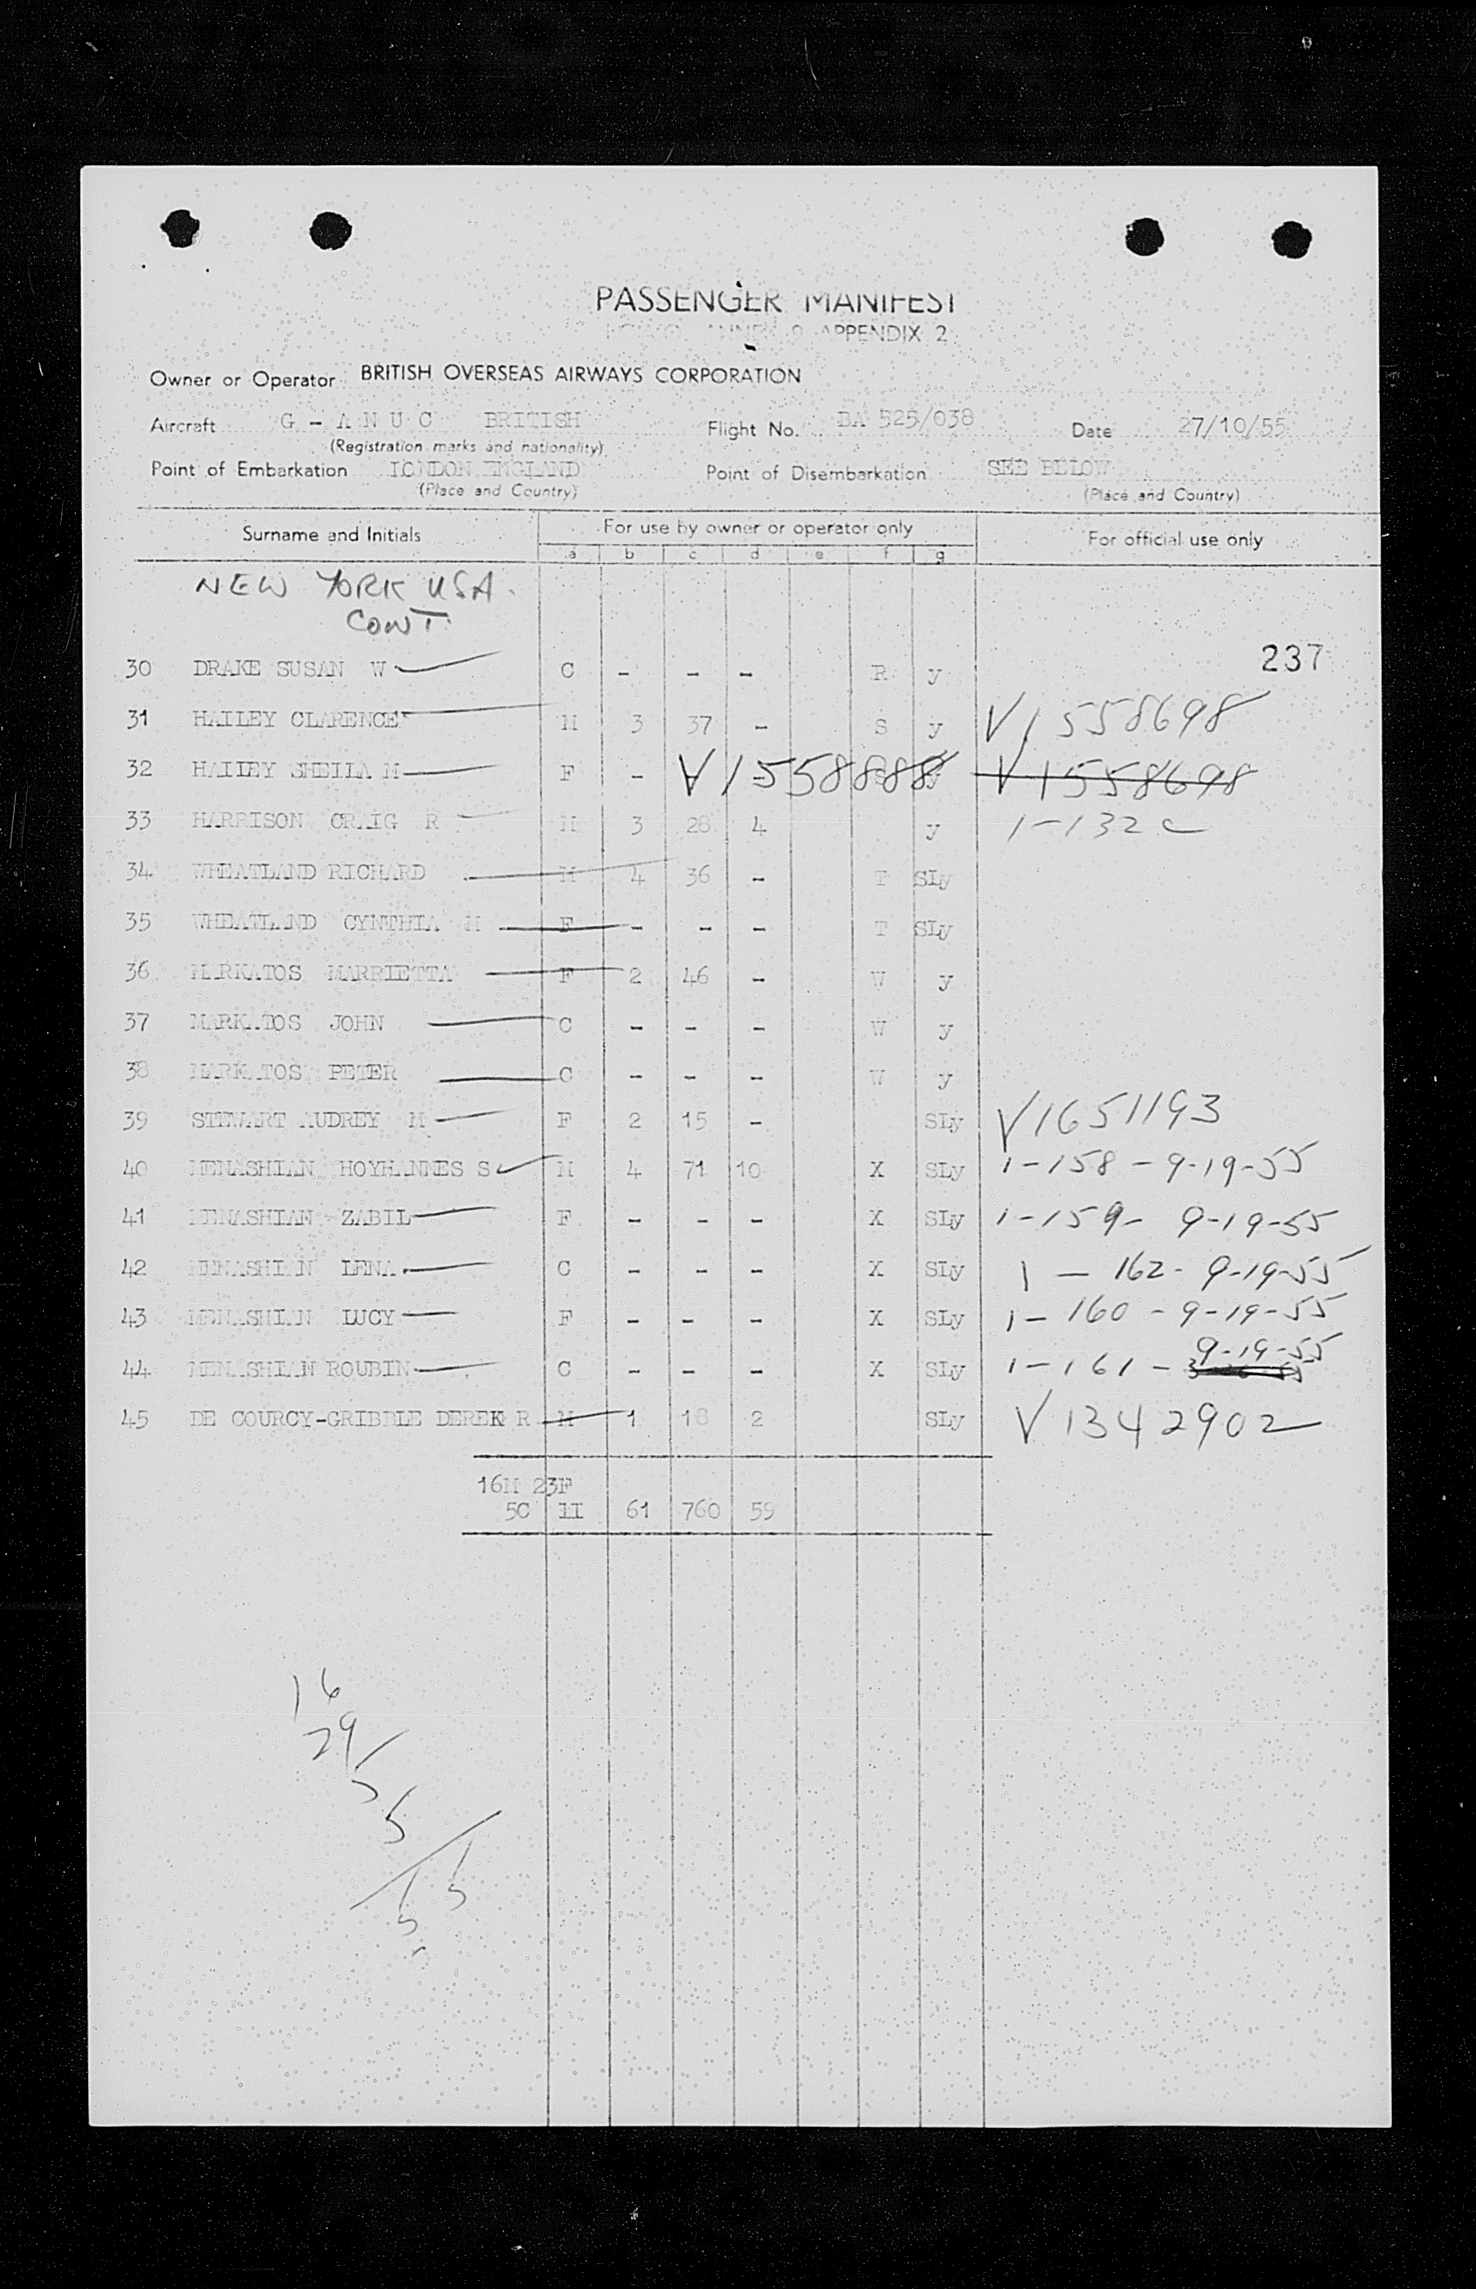 PASSENGER MANIFEST
ANNEX 9 APPENDIX 2
Owner or Operator BRITISH OVERSEAS AIRWAYS CORPORATION
Aircraft G - A N U C BRITISH Flight No. BA 525/038 Date 27/10/55
(Registration marks and nationality)
Point of Embarkation LONDON ENGLAND Point of Disembarkation SEE BELOW
(Place and Country) (Place and Country)
Surname and Initials For use by owner or operator only For official use only
a b c d e f g
NEW YORK USA.
CONT.
237
30 DRAKE SUSAN W C - - - R y
31 HAILEY CLARENCE M 3 37 - S y V1558698
32 HAILEY SHEILA M F - V1558888 y V1558698
33 HARRISON CRAIG R M 3 28 4 y 1-132 c
34 WHEATLAND RICHARD M 4 36 - T SLy
35 WHEATLAND CYNTHIA M F - - - T SLy
36 MARKATOS MARRIETTA F 2 46 - W y
37 MARKATOS JOHN C - - - W y
38 MARKATOS PETER C - - - W y
39 STEWART AUDREY M F 2 15 - SLy V1651193
40 MENASHIAN HOYHANNES S M 4 71 10 X SLy 1-158-9-19-55
41 MENASHIAN ZABIL F - - - X SLy 1-159- 9-19-55
42 MENASHIAN LENA C - - - X SLy 1 - 162- 9-19-55
43 MENASHIAN LUCY F - - - X SLy 1- 160 - 9-19-55
9-19-55
44 MENASHIAN ROUBIN C - - - X SLy 1-161-
45 DE COURCY-GRIBBLE DEREK R M 1 18 2 SLy V1342902
16M 23F
5C II 61 760 59
16
29/
5
5